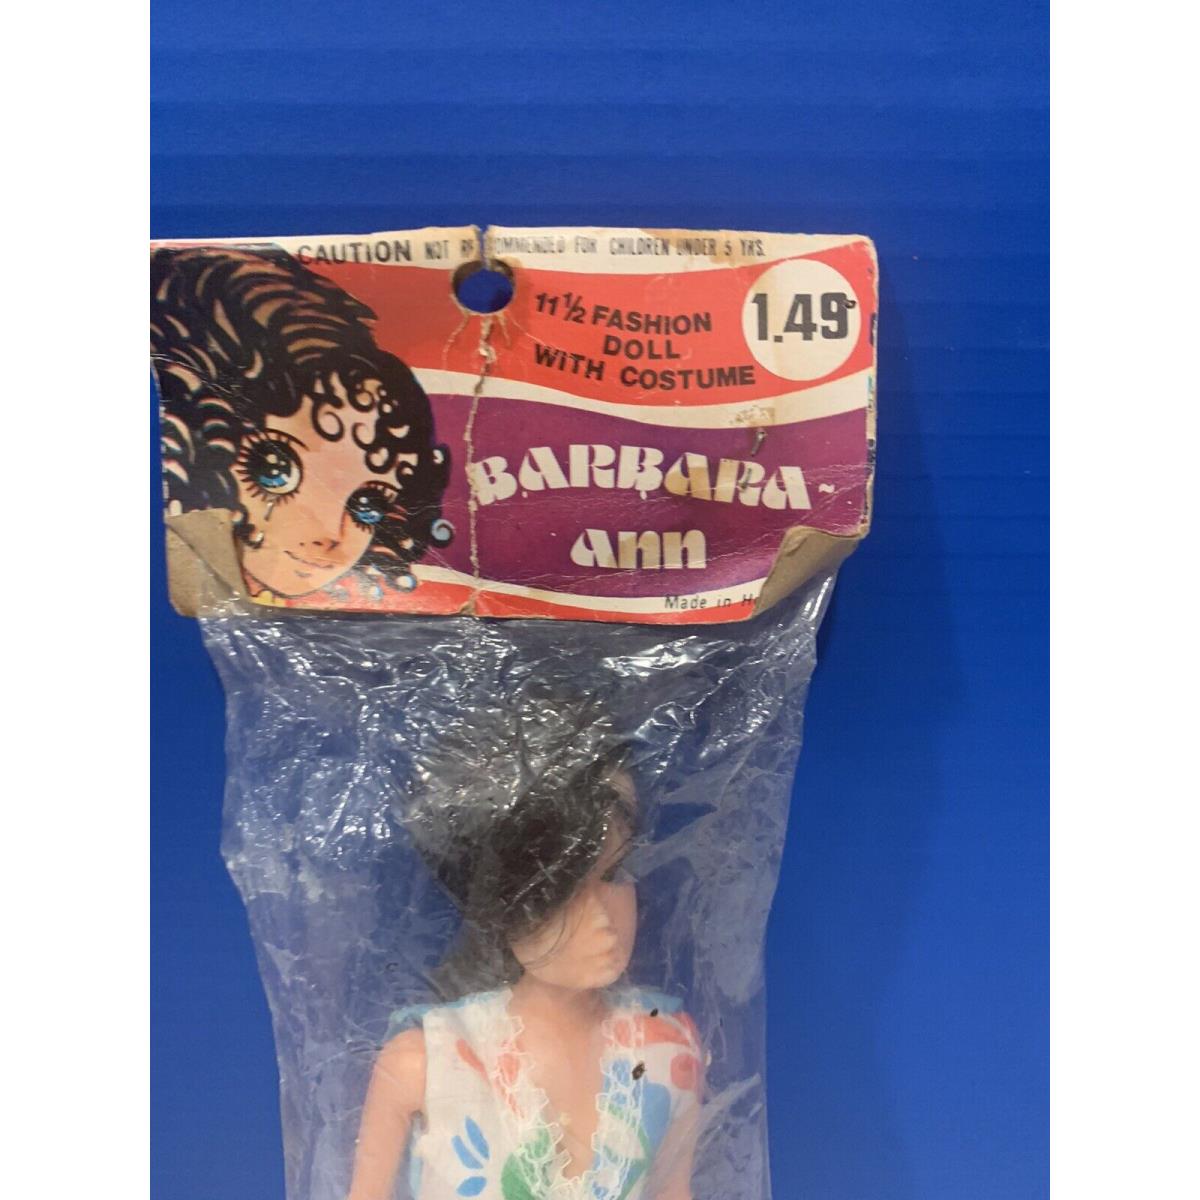 CAUTION NOT RECOMMENDED FOR CHILDREN UNDER 5 YRS.
11½ FASHION
DOLL
WITH COSTUME
1.49
BARBARA-
ANN
Made in